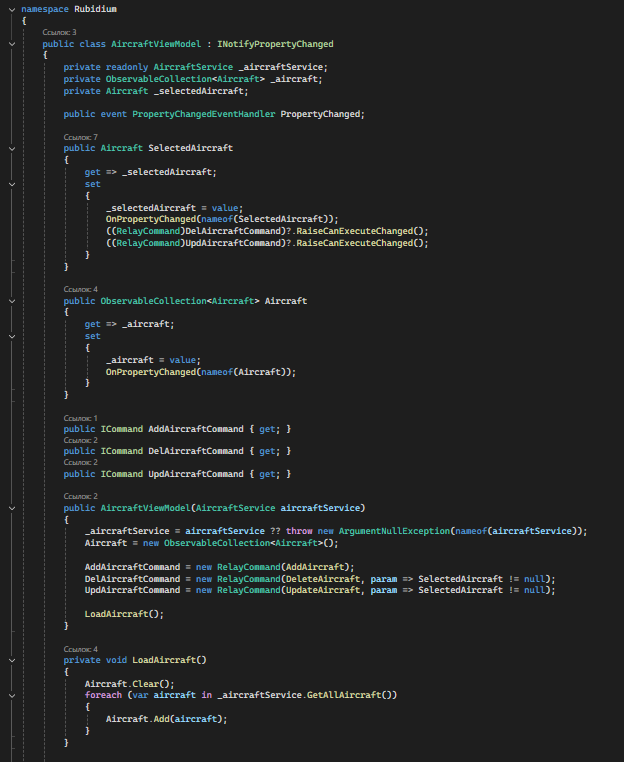 namespace Rubidium
{
Ссылок: 3
public class AircraftViewModel : INotifyPropertyChanged
{
private readonly AircraftService _aircraftService;
private ObservableCollection<Aircraft> _aircraft;
private Aircraft _selectedAircraft;
public event PropertyChangedEventHandler PropertyChanged;
Ссылок: 7
public Aircraft SelectedAircraft
{
get => _selectedAircraft;
set
{
_selectedAircraft = value;
OnPropertyChanged(nameof(SelectedAircraft));
((RelayCommand)DelAircraftCommand)?.RaiseCanExecuteChanged();
((RelayCommand)UpdAircraftCommand)?.RaiseCanExecuteChanged();
}
}
Ссылок: 4
public ObservableCollection<Aircraft> Aircraft
{
get => _aircraft;
set
{
_aircraft = value;
OnPropertyChanged(nameof(Aircraft));
}
}
Ссылок: 1
public ICommand AddAircraftCommand { get; }
Ссылок: 2
public ICommand DelAircraftCommand { get; }
Ссылок: 2
public ICommand UpdAircraftCommand { get; }
Ссылок: 2
public AircraftViewModel(AircraftService aircraftService)
{
_aircraftService = aircraftService ?? throw new ArgumentNullException(nameof(aircraftService));
Aircraft = new ObservableCollection<Aircraft>();
AddAircraftCommand = new RelayCommand(AddAircraft);
DelAircraftCommand = new RelayCommand(DeleteAircraft, param => SelectedAircraft != null);
UpdAircraftCommand = new RelayCommand(UpdateAircraft, param => SelectedAircraft != null);
LoadAircraft();
}
Ссылок: 4
private void LoadAircraft()
{
Aircraft.Clear();
foreach (var aircraft in _aircraftService.GetAllAircraft())
{
Aircraft.Add(aircraft);
}
}